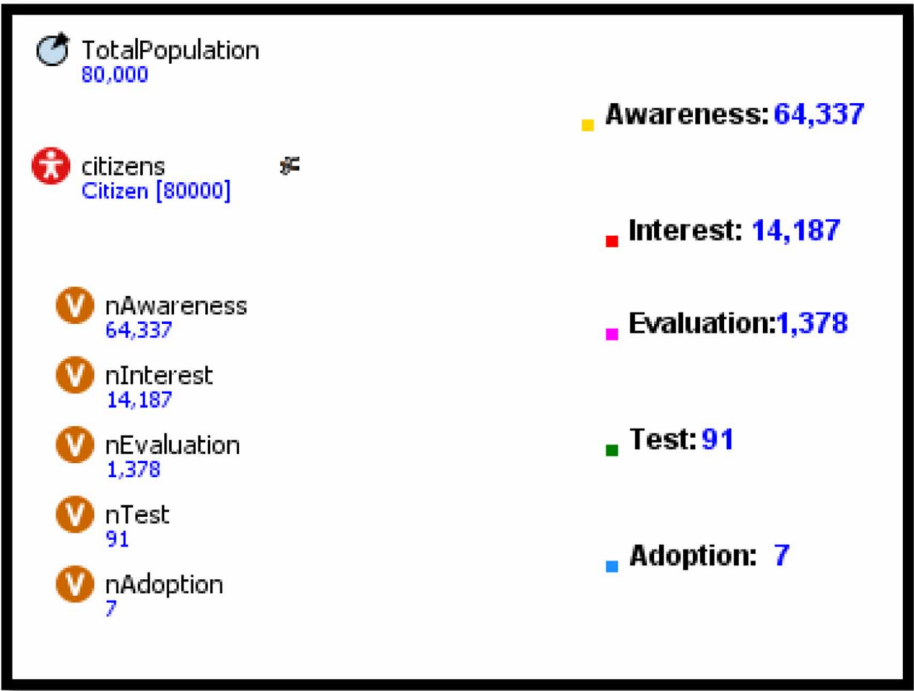 TotalPopulation
80,000
citizens
Citizen [80000]
nAwareness
64,337
nInterest
14,187
nEvaluation
1,378
nTest
91
nAdoption
7
Awareness: 64,337
Interest: 14,187
Evaluation:1,378
Test: 91
Adoption: 7